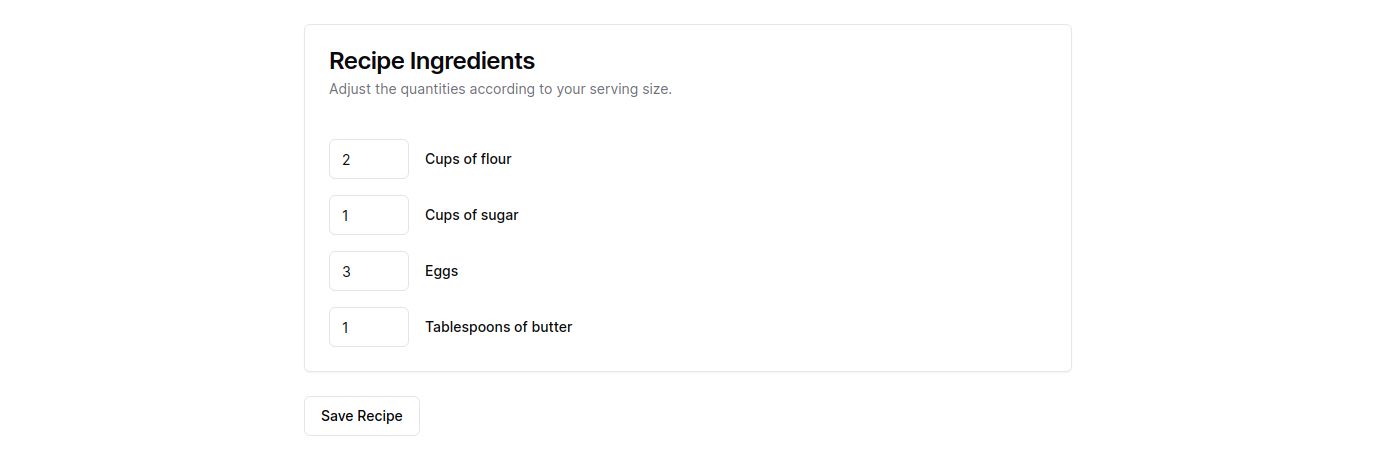 Recipe Ingredients
Adjust the quantities according to your serving size.
2 Cups of flour
1 Cups of sugar
3 Eggs
1 Tablespoons of butter
Save Recipe